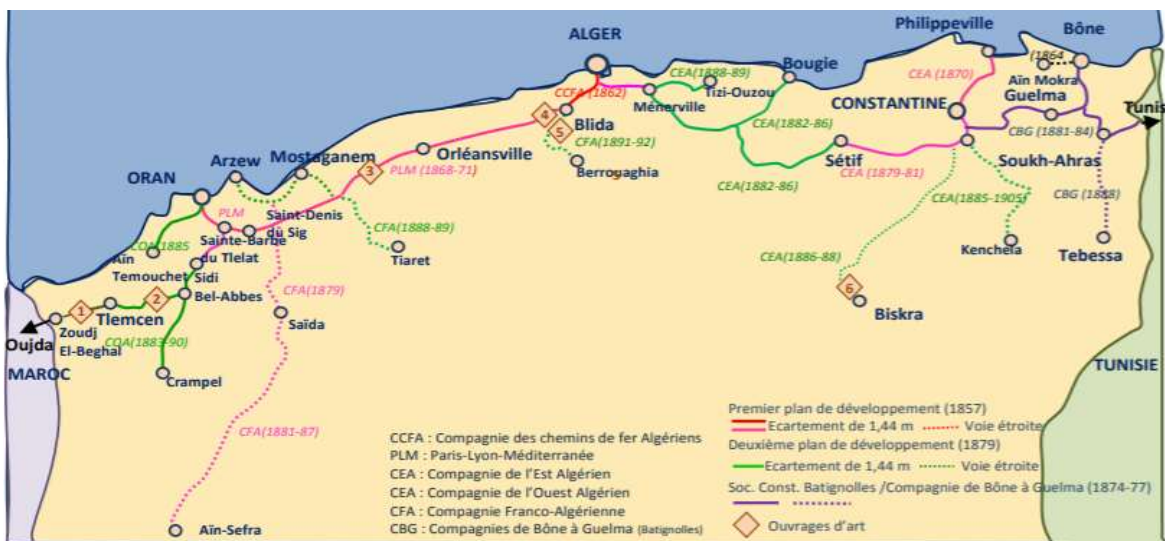 Philippeville
Bône
ALGER
(1864
Bougie
CEA(1888-89)
CEA (1870)
Aïn Mokra
Tizi-Ouzou
CCFA (1862)
Ménerville
CONSTANTINE
Guelma
Tunis
4
Blida
5
CFA(1891-92)
CEA(1882-86)
CBG (1881-84)
Mostaganem
Arzew
Orléansville
3
PLM (1868-71)
Berrouaghia
Sétif
CEA (1879-81)
Soukh-Ahras
ORAN
CEA(1882-86)
CEA(1885-1905)
CBG (1888)
PLM
Saint-Denis
du Sig
CFA(1888-89)
Sainte-Barbe
du Tlelat
COA(1885
Aïn
Temouchet
Tiaret
Kenchela
Tebessa
CEA(1886-88)
Sidi
Bel-Abbes
CFA(1879)
6
Biskra
1
2
Tlemcen
Zoudj
El-Beghal
Saïda
Oujda
COA(1883-90)
MAROC
Crampel
TUNISIE
CFA(1881-87)
Aïn-Sefra
CCFA : Compagnie des chemins de fer Algériens
PLM : Paris-Lyon-Méditerranée
CEA : Compagnie de l’Est Algérien
CEA : Compagnie de l’Ouest Algérien
CFA : Compagnie Franco-Algérienne
CBG : Compagnies de Bône à Guelma (Batignolles)
Premier plan de développement (1857)
Ecartement de 1,44 m Voie étroite
Deuxième plan de développement (1879)
Ecartement de 1,44 m Voie étroite
Soc. Const. Batignolles /Compagnie de Bône à Guelma (1874-77)
Ouvrages d’art